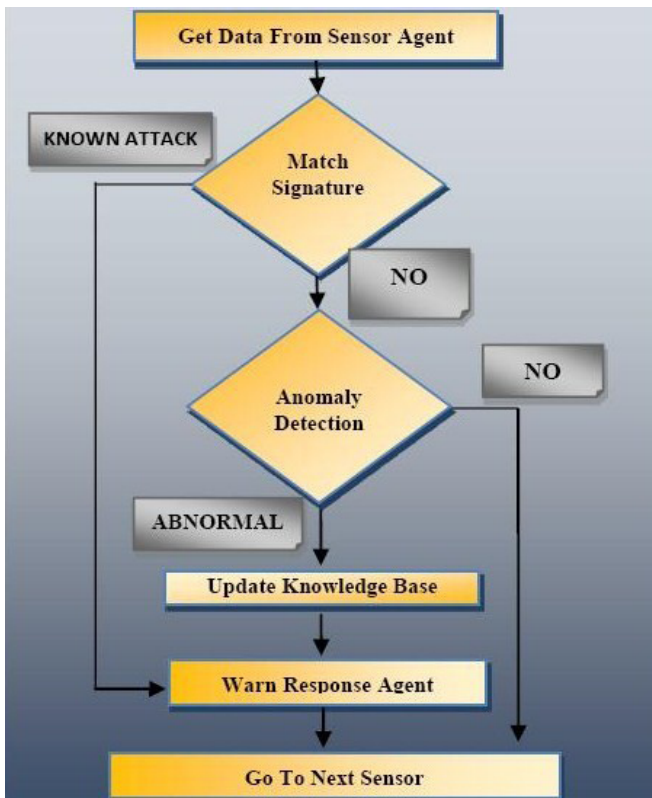 Get Data From Sensor Agent
KNOWN ATTACK
Match
Signature
NO
NO
Anomaly
Detection
ABNORMAL
Update Knowledge Base
Warn Response Agent
Go To Next Sensor